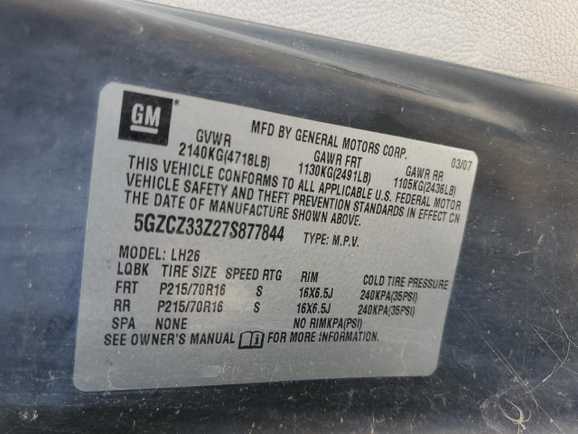 GM
MFD BY GENERAL MOTORS CORP. 03/07
GVWR GAWR FRT GAWR RR
2140KG(4718LB) 1130KG(2491LB) 1105KG(2436LB)
THIS VEHICLE CONFORMS TO ALL APPLICABLE U.S. FEDERAL
VEHICLE SAFETY AND THEFT PREVENTION STANDARDS IN EFFECT ON
THE DATE OF MANUFACTURE SHOWN ABOVE.
5GZCZ33Z27S877844 TYPE: M.P.V.
MODEL: LH26
LQBK TIRE SIZE SPEED RTG RIM COLD TIRE PRESSURE
FRT P215/70R16 S 16X6.5J 240KPA(35PSI)
RR P215/70R16 S 16X6.5J 240KPA(35PSI)
SPA NONE NO RIMKPA(PSI)
SEE OWNER'S MANUAL FOR MORE INFORMATION.